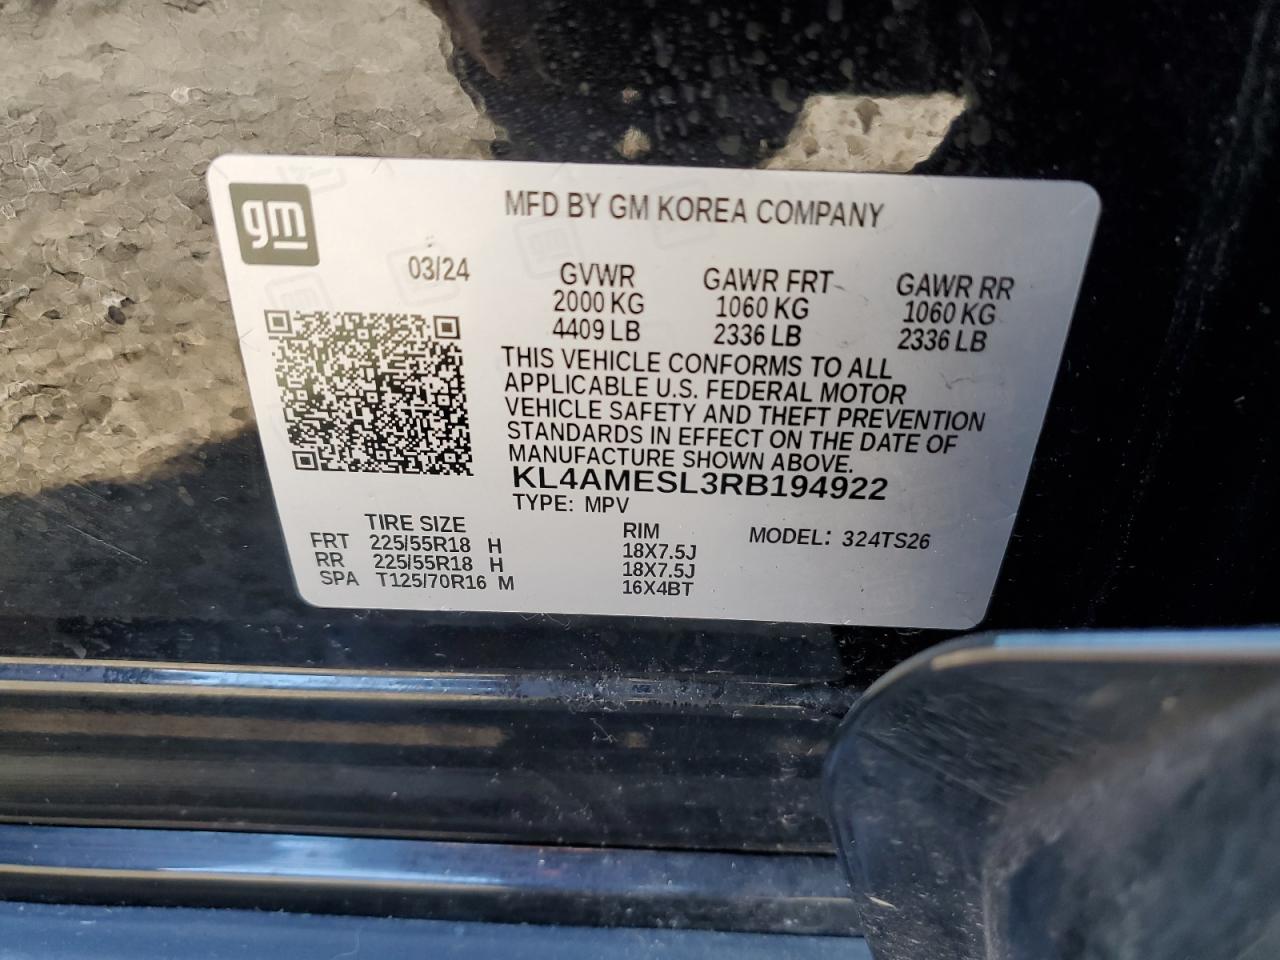 gm
MFD BY GM KOREA COMPANY
03/24
GVWR GAWR FRT GAWR RR
2000 KG 1060 KG 1060 KG
4409 LB 2336 LB 2336 LB
THIS VEHICLE CONFORMS TO ALL
APPLICABLE U.S. FEDERAL MOTOR
VEHICLE SAFETY AND THEFT PREVENTION
STANDARDS IN EFFECT ON THE DATE OF
MANUFACTURE SHOWN ABOVE.
KL4AMESL3RB194922
TYPE: MPV
TIRE SIZE RIM MODEL: 324TS26
FRT 225/55R18 H 18X7.5J
RR 225/55R18 H 18X7.5J
SPA T125/70R16 M 16X4BT